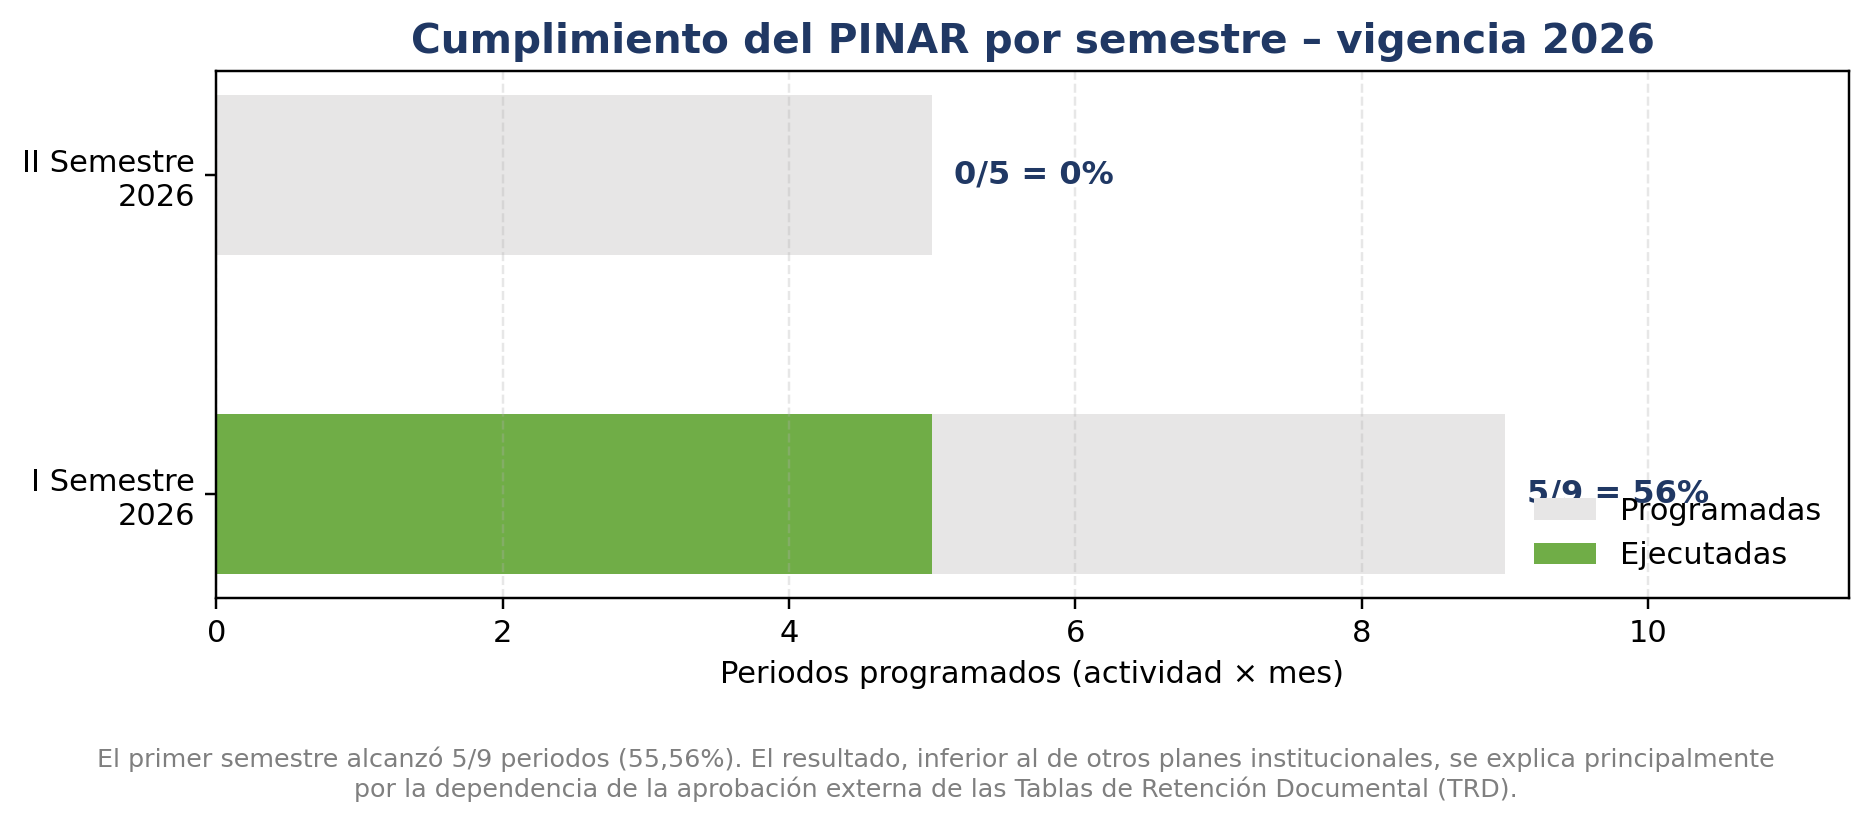 Cumplimiento del PINAR por semestre – vigencia 2026
II Semestre
2026
0/5 = 0%
I Semestre
2026
5/9 = 56%
Programadas
Ejecutadas
0 2 4 6 8 10
Periodos programados (actividad × mes)
El primer semestre alcanzó 5/9 periodos (55,56%). El resultado, inferior al de otros planes institucionales, se explica principalmente
por la dependencia de la aprobación externa de las Tablas de Retención Documental (TRD).